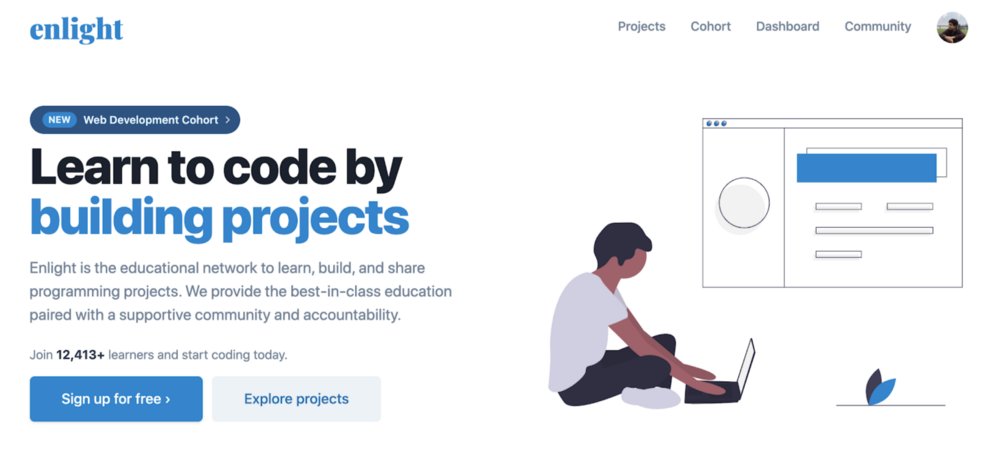 enlight
Projects
Cohort
Dashboard
Community
NEW Web Development Cohort ›
Learn to code by
building projects
Enlight is the educational network to learn, build, and share
programming projects. We provide the best-in-class education
paired with a supportive community and accountability.
Join 12,413+ learners and start coding today.
Sign up for free ›
Explore projects